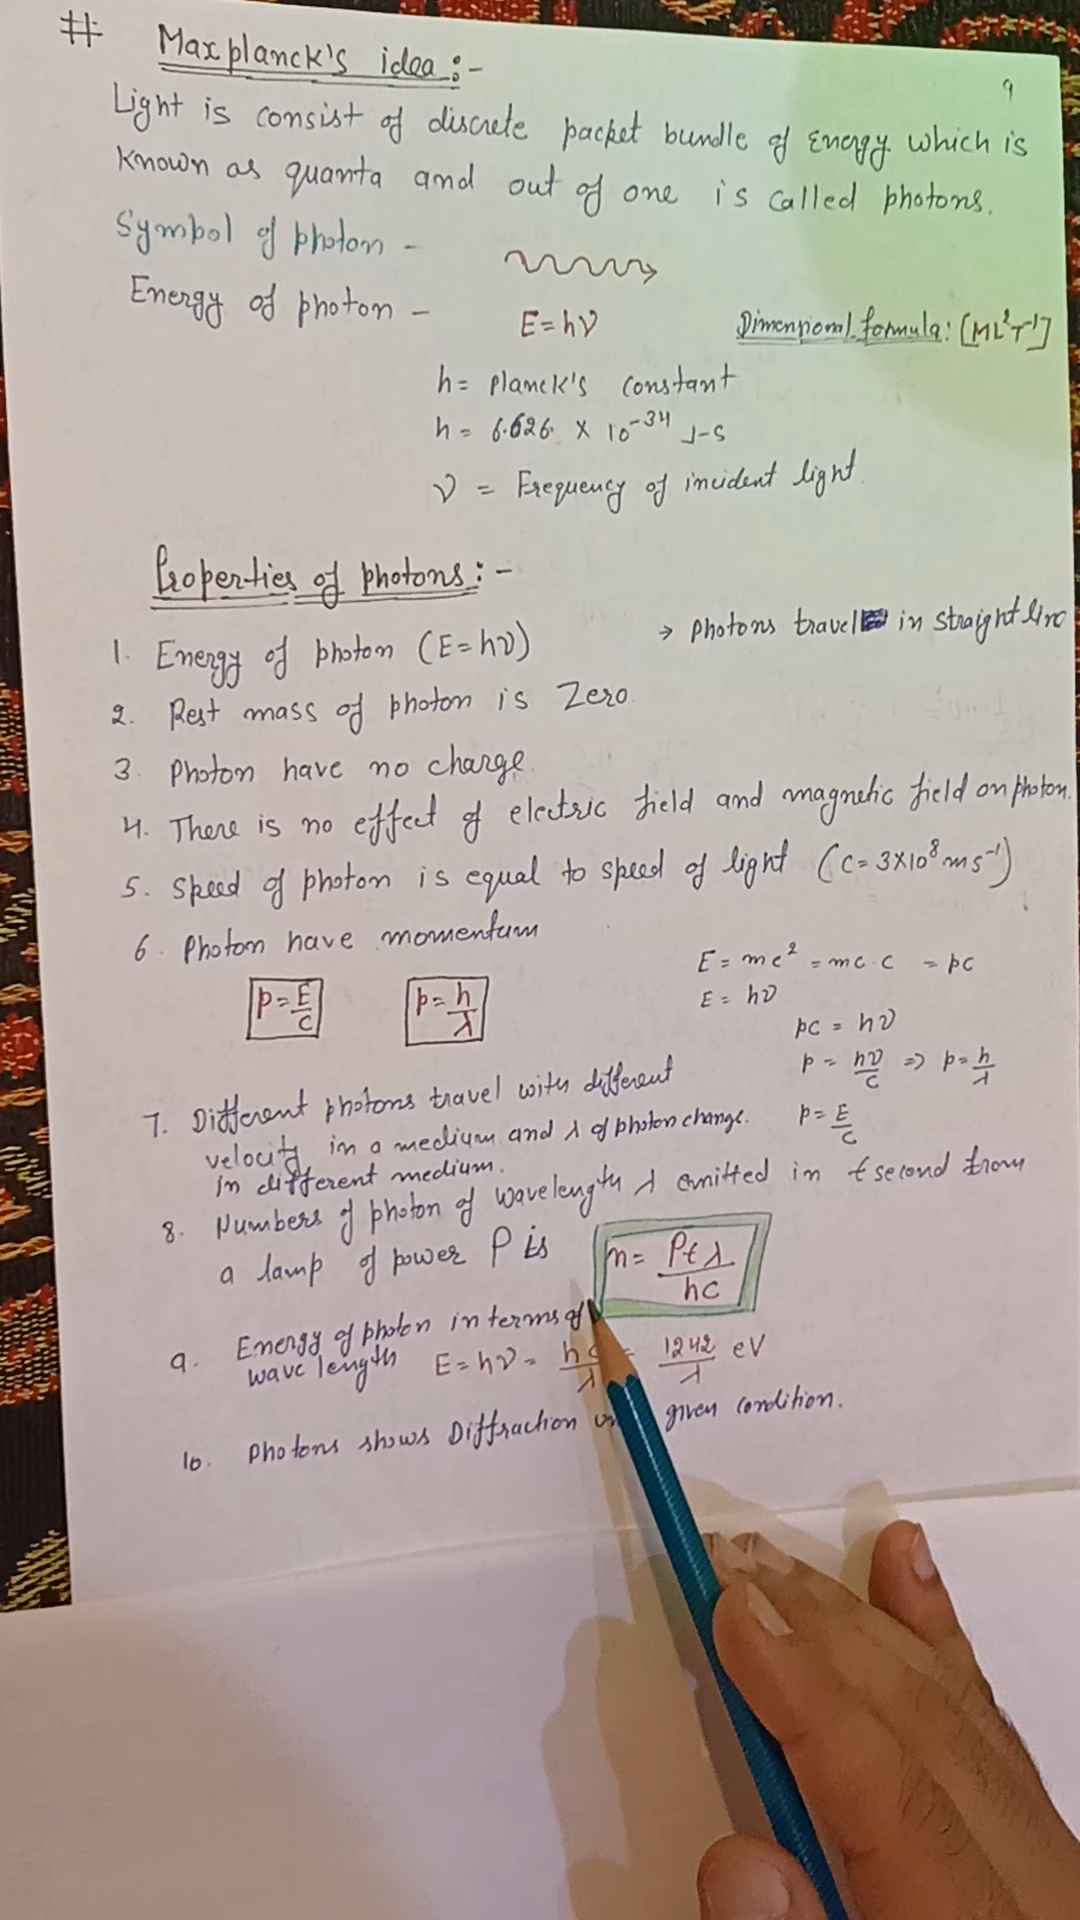 #
Max planck's idea :-
9
Light is consist of discrete packet bundle of Energy which is
known as quanta and out of one is called photons.
Symbol of photon -
Energy of photon - E = hν
Dimensional formula: [ML²T⁻¹]
h = Planck's constant
h = 6.626 × 10⁻³⁴ J-S
ν = Frequency of incident light
Properties of photons :-
→ Photons travel in straight line
1. Energy of photon (E = hν)
2. Rest mass of photon is Zero
3. Photon have no charge.
4. There is no effect of electric field and magnetic field on photon.
5. Speed of photon is equal to speed of light (C = 3×10⁸ ms⁻¹)
6. Photon have momentum
p = E/C p = h/λ
E = mc² = mc.c = pc
E = hν
pc = hν
p = hν/c ⇒ p = h/λ
p = E/c
7. Different photons travel with different
velocity in a medium and λ of photon change.
in different medium.
8. Numbers of photon of wavelength λ emitted in t second from
a lamp of power P is n = Ptλ/hc
9. Energy of photon in terms of
wave length E = hν = hc/λ = 1242/λ eV
10. Photons shows Diffraction given condition.